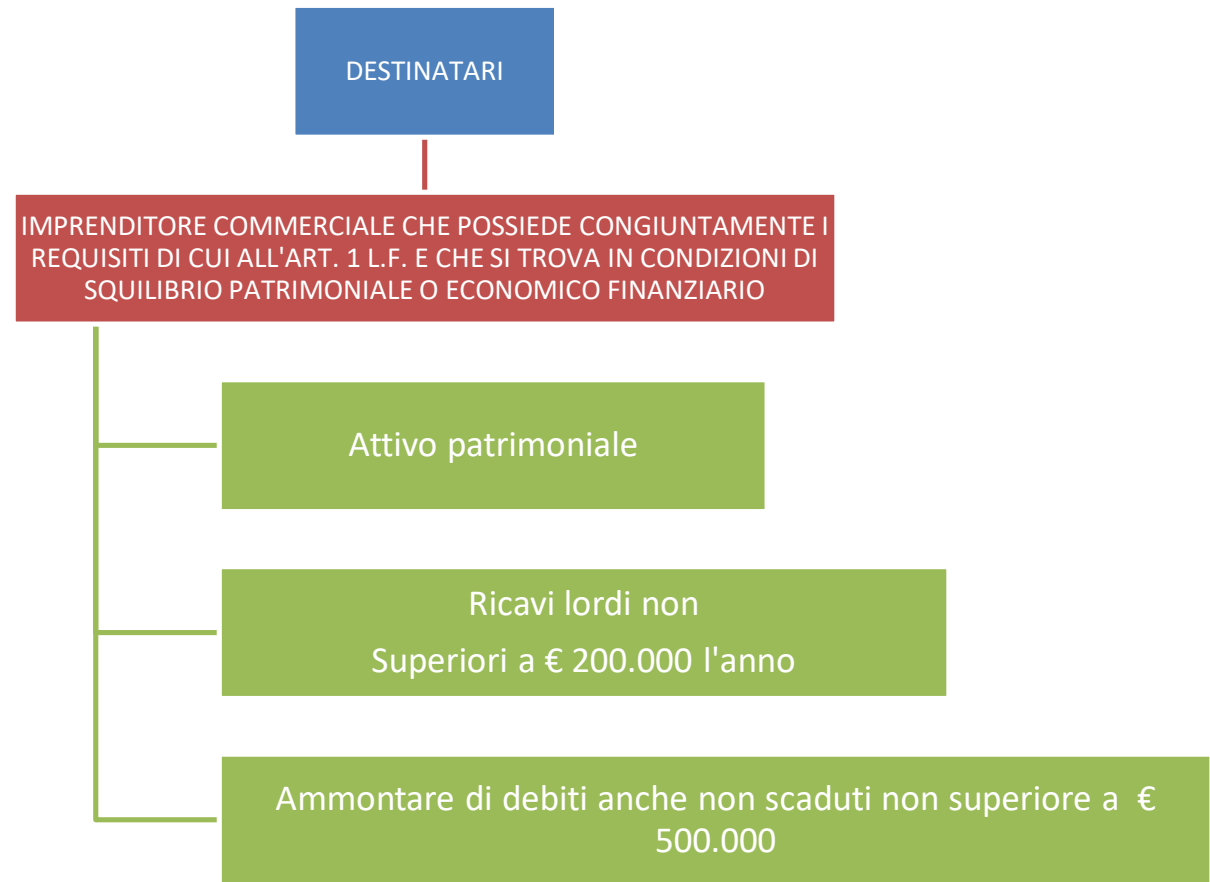 DESTINATARI
IMPRENDITORE COMMERCIALE CHE POSSIEDE CONGIUNTAMENTE I
REQUISITI DI CUI ALL'ART. 1 L.F. E CHE SI TROVA IN CONDIZIONI DI
SQUILIBRIO PATRIMONIALE O ECONOMICO FINANZIARIO
Attivo patrimoniale
Ricavi lordi non
Superiori a € 200.000 l'anno
Ammontare di debiti anche non scaduti non superiore a €
500.000